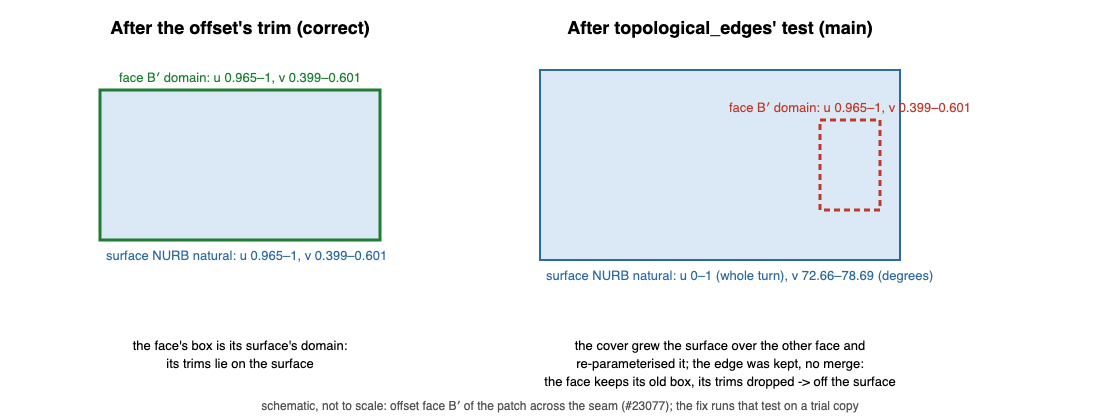 After the offset's trim (correct)
face B′ domain: u 0.965–1, v 0.399–0.601
surface NURB natural: u 0.965–1, v 0.399–0.601
the face's box is its surface's domain:
its trims lie on the surface
After topological_edges' test (main)
face B′ domain: u 0.965–1, v 0.399–0.601
surface NURB natural: u 0–1 (whole turn), v 72.66–78.69 (degrees)
the cover grew the surface over the other face and
re-parameterised it; the edge was kept, no merge:
the face keeps its old box, its trims dropped -> off the surface
schematic, not to scale: offset face B′ of the patch across the seam (#23077); the fix runs that test on a trial copy